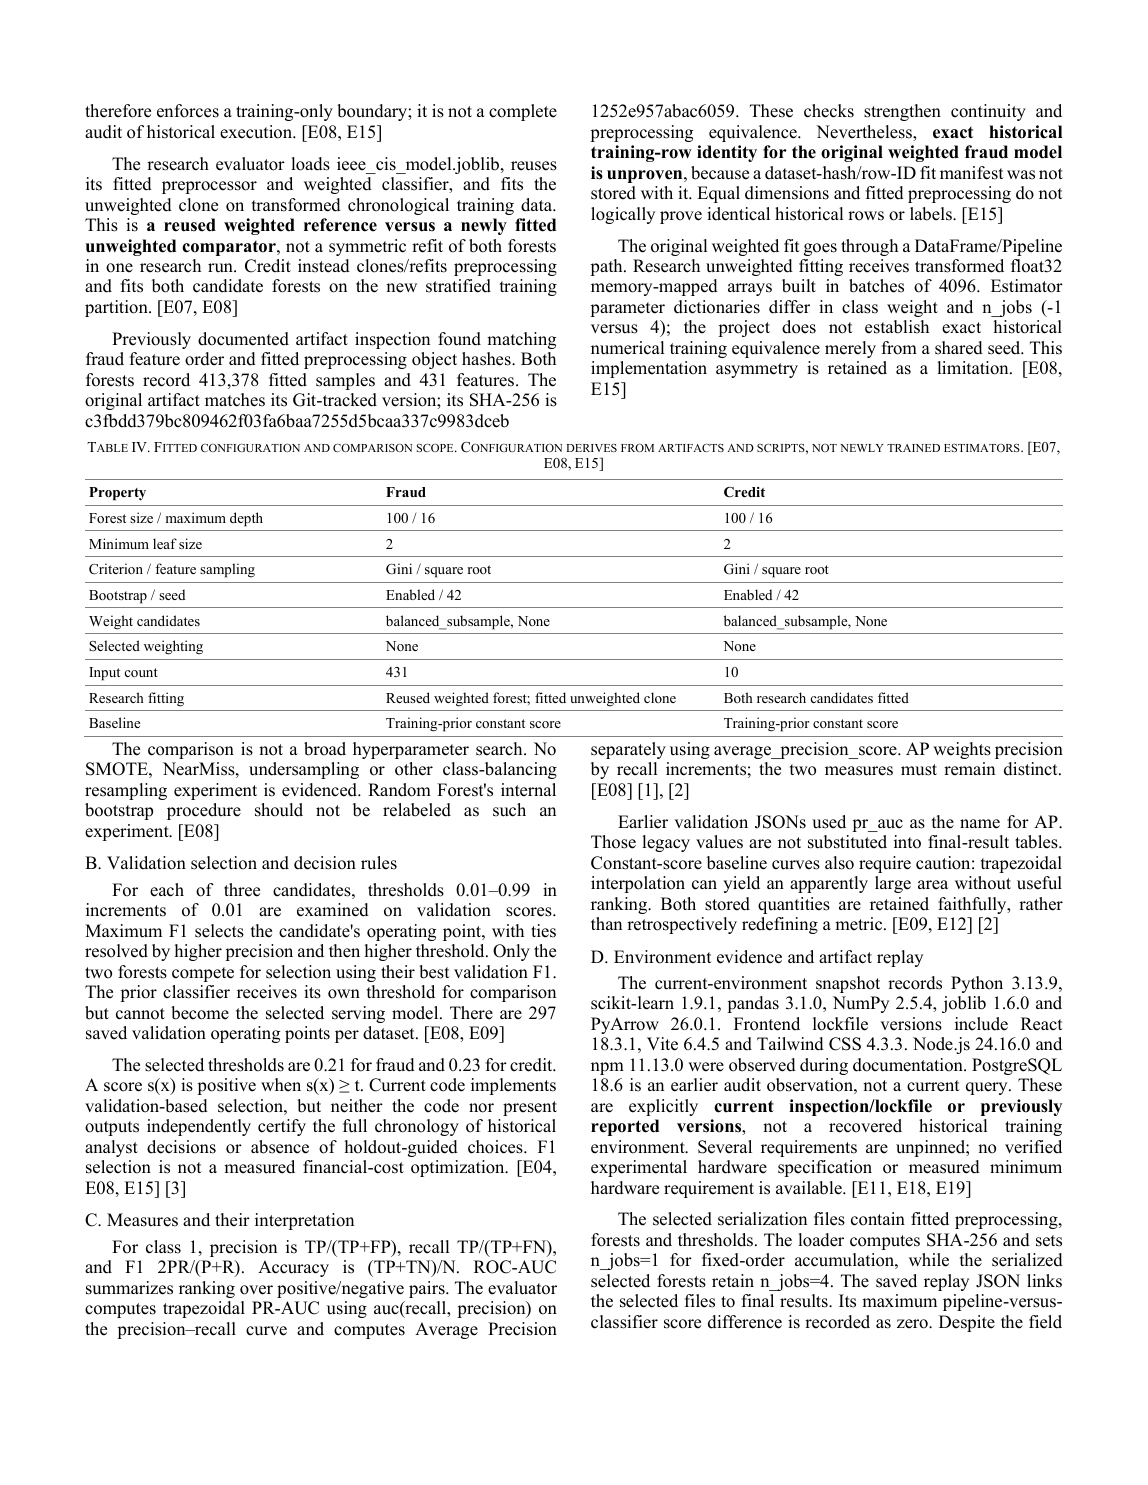 therefore enforces a training-only boundary; it is not a complete
audit of historical execution. [E08, E15]
The research evaluator loads ieee_cis_model.joblib, reuses
its fitted preprocessor and weighted classifier, and fits the
unweighted clone on transformed chronological training data.
This is a reused weighted reference versus a newly fitted
unweighted comparator, not a symmetric refit of both forests
in one research run. Credit instead clones/refits preprocessing
and fits both candidate forests on the new stratified training
partition. [E07, E08]
Previously documented artifact inspection found matching
fraud feature order and fitted preprocessing object hashes. Both
forests record 413,378 fitted samples and 431 features. The
original artifact matches its Git-tracked version; its SHA-256 is
c3fbdd379bc809462f03fa6baa7255d5bcaa337c9983dceb
1252e957abac6059. These checks strengthen continuity and
preprocessing equivalence. Nevertheless, exact historical
training-row identity for the original weighted fraud model
is unproven, because a dataset-hash/row-ID fit manifest was not
stored with it. Equal dimensions and fitted preprocessing do not
logically prove identical historical rows or labels. [E15]
The original weighted fit goes through a DataFrame/Pipeline
path. Research unweighted fitting receives transformed float32
memory-mapped arrays built in batches of 4096. Estimator
parameter dictionaries differ in class weight and n_jobs (-1
versus 4); the project does not establish exact historical
numerical training equivalence merely from a shared seed. This
implementation asymmetry is retained as a limitation. [E08,
E15]
TABLE IV. FITTED CONFIGURATION AND COMPARISON SCOPE. CONFIGURATION DERIVES FROM ARTIFACTS AND SCRIPTS, NOT NEWLY TRAINED ESTIMATORS. [E07,
E08, E15]
Property Fraud Credit
Forest size / maximum depth 100 / 16 100 / 16
Minimum leaf size 2 2
Criterion / feature sampling Gini / square root Gini / square root
Bootstrap / seed Enabled / 42 Enabled / 42
Weight candidates balanced_subsample, None balanced_subsample, None
Selected weighting None None
Input count 431 10
Research fitting Reused weighted forest; fitted unweighted clone Both research candidates fitted
Baseline Training-prior constant score Training-prior constant score
The comparison is not a broad hyperparameter search. No
SMOTE, NearMiss, undersampling or other class-balancing
resampling experiment is evidenced. Random Forest's internal
bootstrap procedure should not be relabeled as such an
experiment. [E08]
B. Validation selection and decision rules
For each of three candidates, thresholds 0.01–0.99 in
increments of 0.01 are examined on validation scores.
Maximum F1 selects the candidate's operating point, with ties
resolved by higher precision and then higher threshold. Only the
two forests compete for selection using their best validation F1.
The prior classifier receives its own threshold for comparison
but cannot become the selected serving model. There are 297
saved validation operating points per dataset. [E08, E09]
The selected thresholds are 0.21 for fraud and 0.23 for credit.
A score s(x) is positive when s(x) ≥ t. Current code implements
validation-based selection, but neither the code nor present
outputs independently certify the full chronology of historical
analyst decisions or absence of holdout-guided choices. F1
selection is not a measured financial-cost optimization. [E04,
E08, E15] [3]
C. Measures and their interpretation
For class 1, precision is TP/(TP+FP), recall TP/(TP+FN),
and F1 2PR/(P+R). Accuracy is (TP+TN)/N. ROC-AUC
summarizes ranking over positive/negative pairs. The evaluator
computes trapezoidal PR-AUC using auc(recall, precision) on
the precision–recall curve and computes Average Precision
separately using average_precision_score. AP weights precision
by recall increments; the two measures must remain distinct.
[E08] [1], [2]
Earlier validation JSONs used pr_auc as the name for AP.
Those legacy values are not substituted into final-result tables.
Constant-score baseline curves also require caution: trapezoidal
interpolation can yield an apparently large area without useful
ranking. Both stored quantities are retained faithfully, rather
than retrospectively redefining a metric. [E09, E12] [2]
D. Environment evidence and artifact replay
The current-environment snapshot records Python 3.13.9,
scikit-learn 1.9.1, pandas 3.1.0, NumPy 2.5.4, joblib 1.6.0 and
PyArrow 26.0.1. Frontend lockfile versions include React
18.3.1, Vite 6.4.5 and Tailwind CSS 4.3.3. Node.js 24.16.0 and
npm 11.13.0 were observed during documentation. PostgreSQL
18.6 is an earlier audit observation, not a current query. These
are explicitly current inspection/lockfile or previously
reported versions, not a recovered historical training
environment. Several requirements are unpinned; no verified
experimental hardware specification or measured minimum
hardware requirement is available. [E11, E18, E19]
The selected serialization files contain fitted preprocessing,
forests and thresholds. The loader computes SHA-256 and sets
n_jobs=1 for fixed-order accumulation, while the serialized
selected forests retain n_jobs=4. The saved replay JSON links
the selected files to final results. Its maximum pipeline-versus-
classifier score difference is recorded as zero. Despite the field